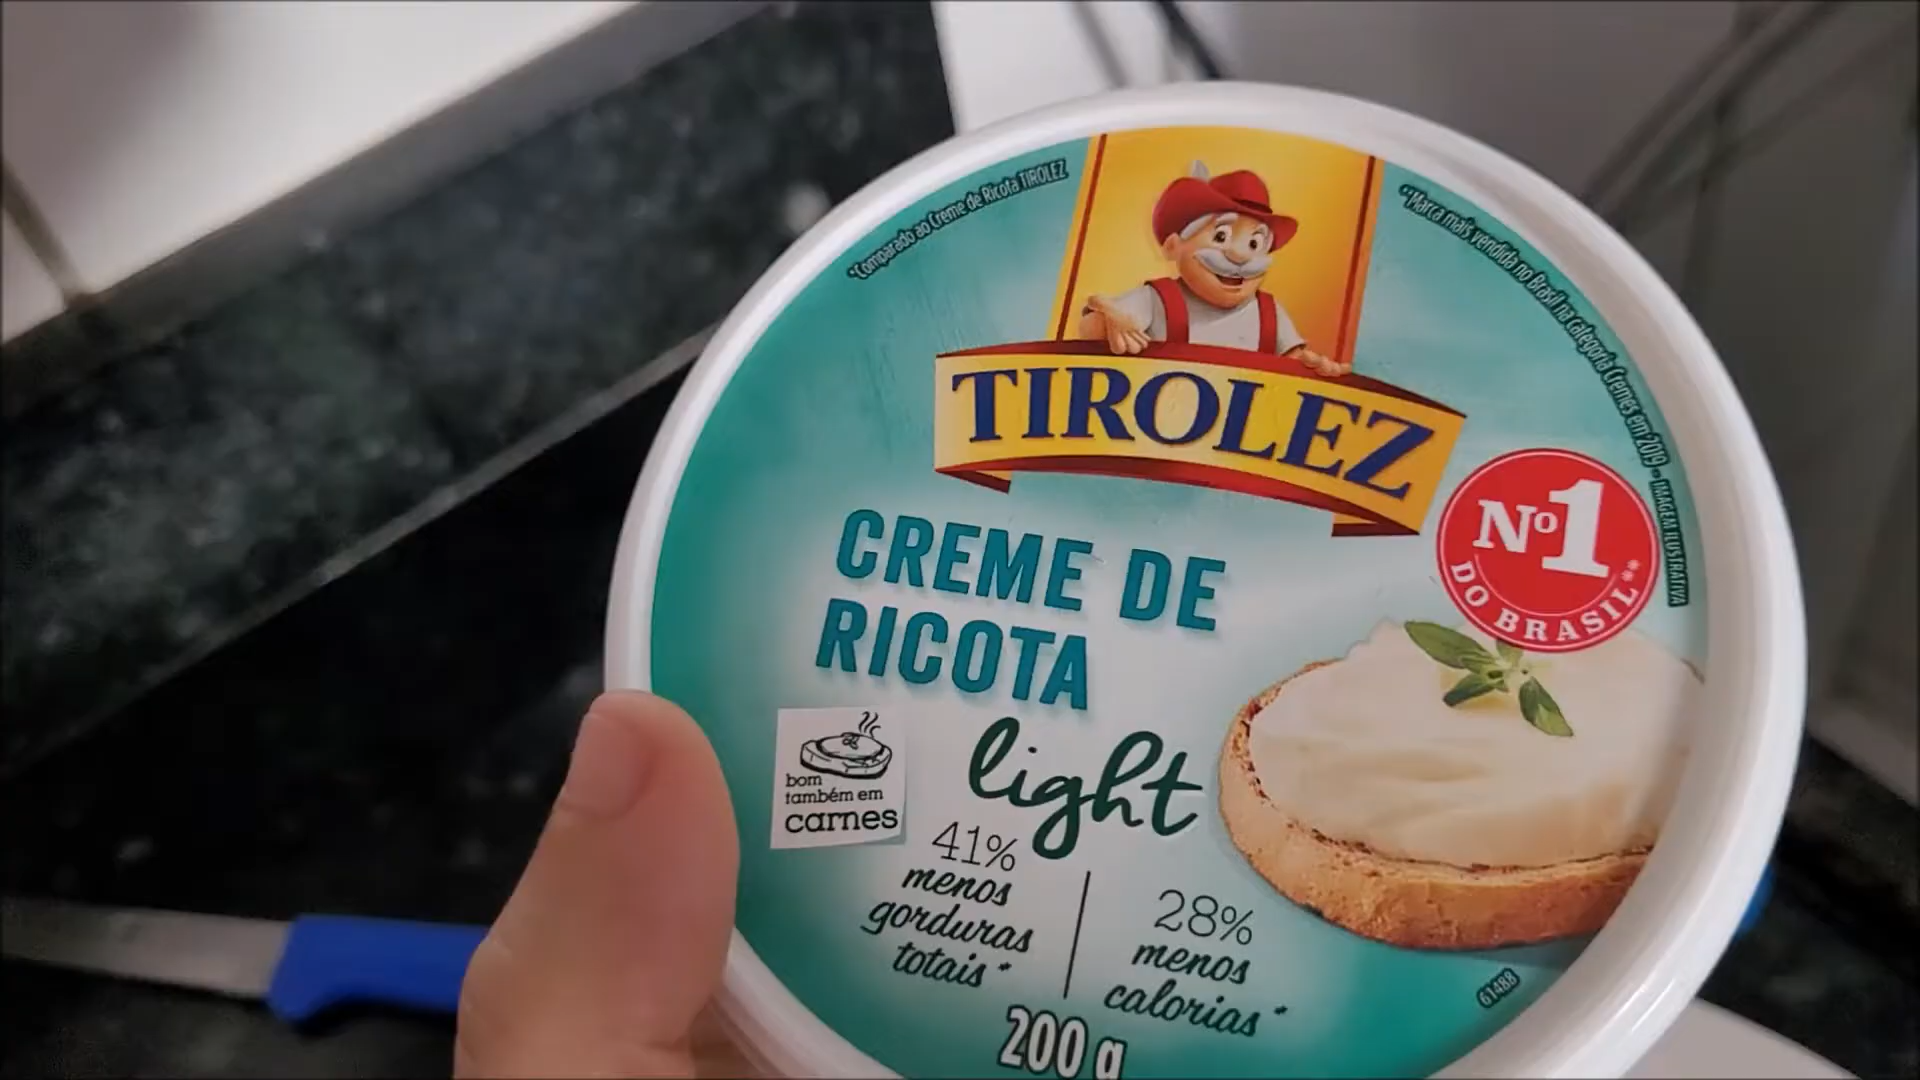 *Comparado ao Creme de Ricota TIROLEZ
**Marca mais vendida no Brasil na categoria Cremes em 2019 - IMAGEM ILUSTRATIVA
TIROLEZ
Nº1
DO BRASIL**
CREME DE
RICOTA
light
bom
também em
carnes
41%
menos
gorduras
totais*
28%
menos
calorias*
200 g
61488